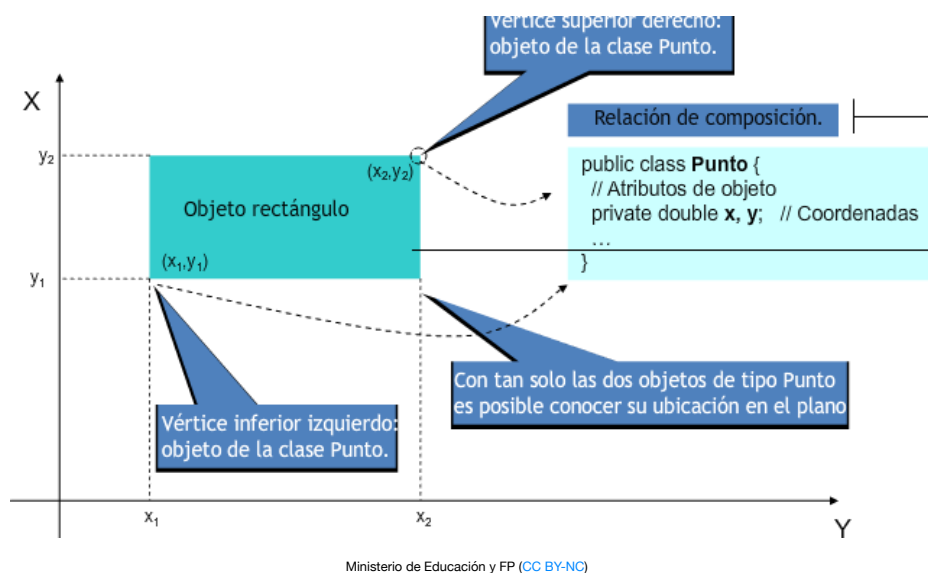 Vértice superior derecho:
objeto de la clase Punto.
X
Relación de composición.
y2
(x2,y2)
public class Punto {
// Atributos de objeto
private double x, y;   // Coordenadas
...
}
Objeto rectángulo
(x1,y1)
y1
Con tan solo las dos objetos de tipo Punto
es posible conocer su ubicación en el plano
Vértice inferior izquierdo:
objeto de la clase Punto.
x1
x2
Y
Ministerio de Educación y FP (CC BY-NC)